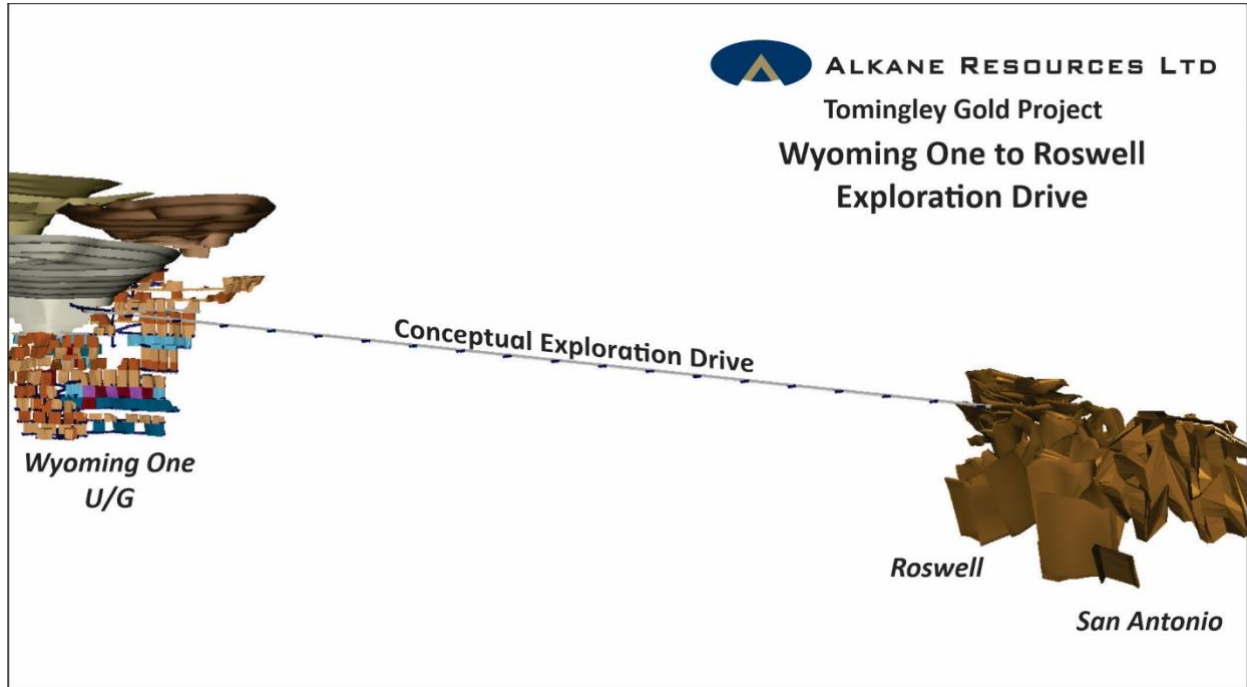 ALKANE RESOURCES LTD
Tomingley Gold Project
Wyoming One to Roswell
Exploration Drive
Conceptual Exploration Drive
Wyoming One
U/G
Roswell
San Antonio